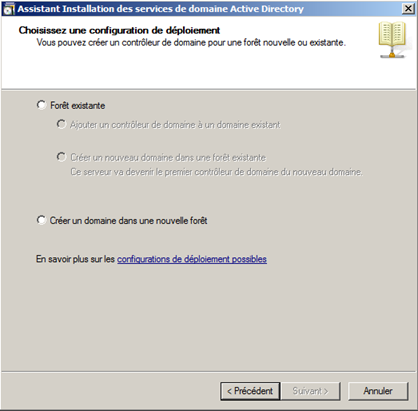 Assistant Installation des services de domaine Active Directory
Choisissez une configuration de déploiement
Vous pouvez créer un contrôleur de domaine pour une forêt nouvelle ou existante.
Forêt existante
Ajouter un contrôleur de domaine à un domaine existant
Créer un nouveau domaine dans une forêt existante
Ce serveur va devenir le premier contrôleur de domaine du nouveau domaine.
Créer un domaine dans une nouvelle forêt
En savoir plus sur les configurations de déploiement possibles
< Précédent Suivant > Annuler